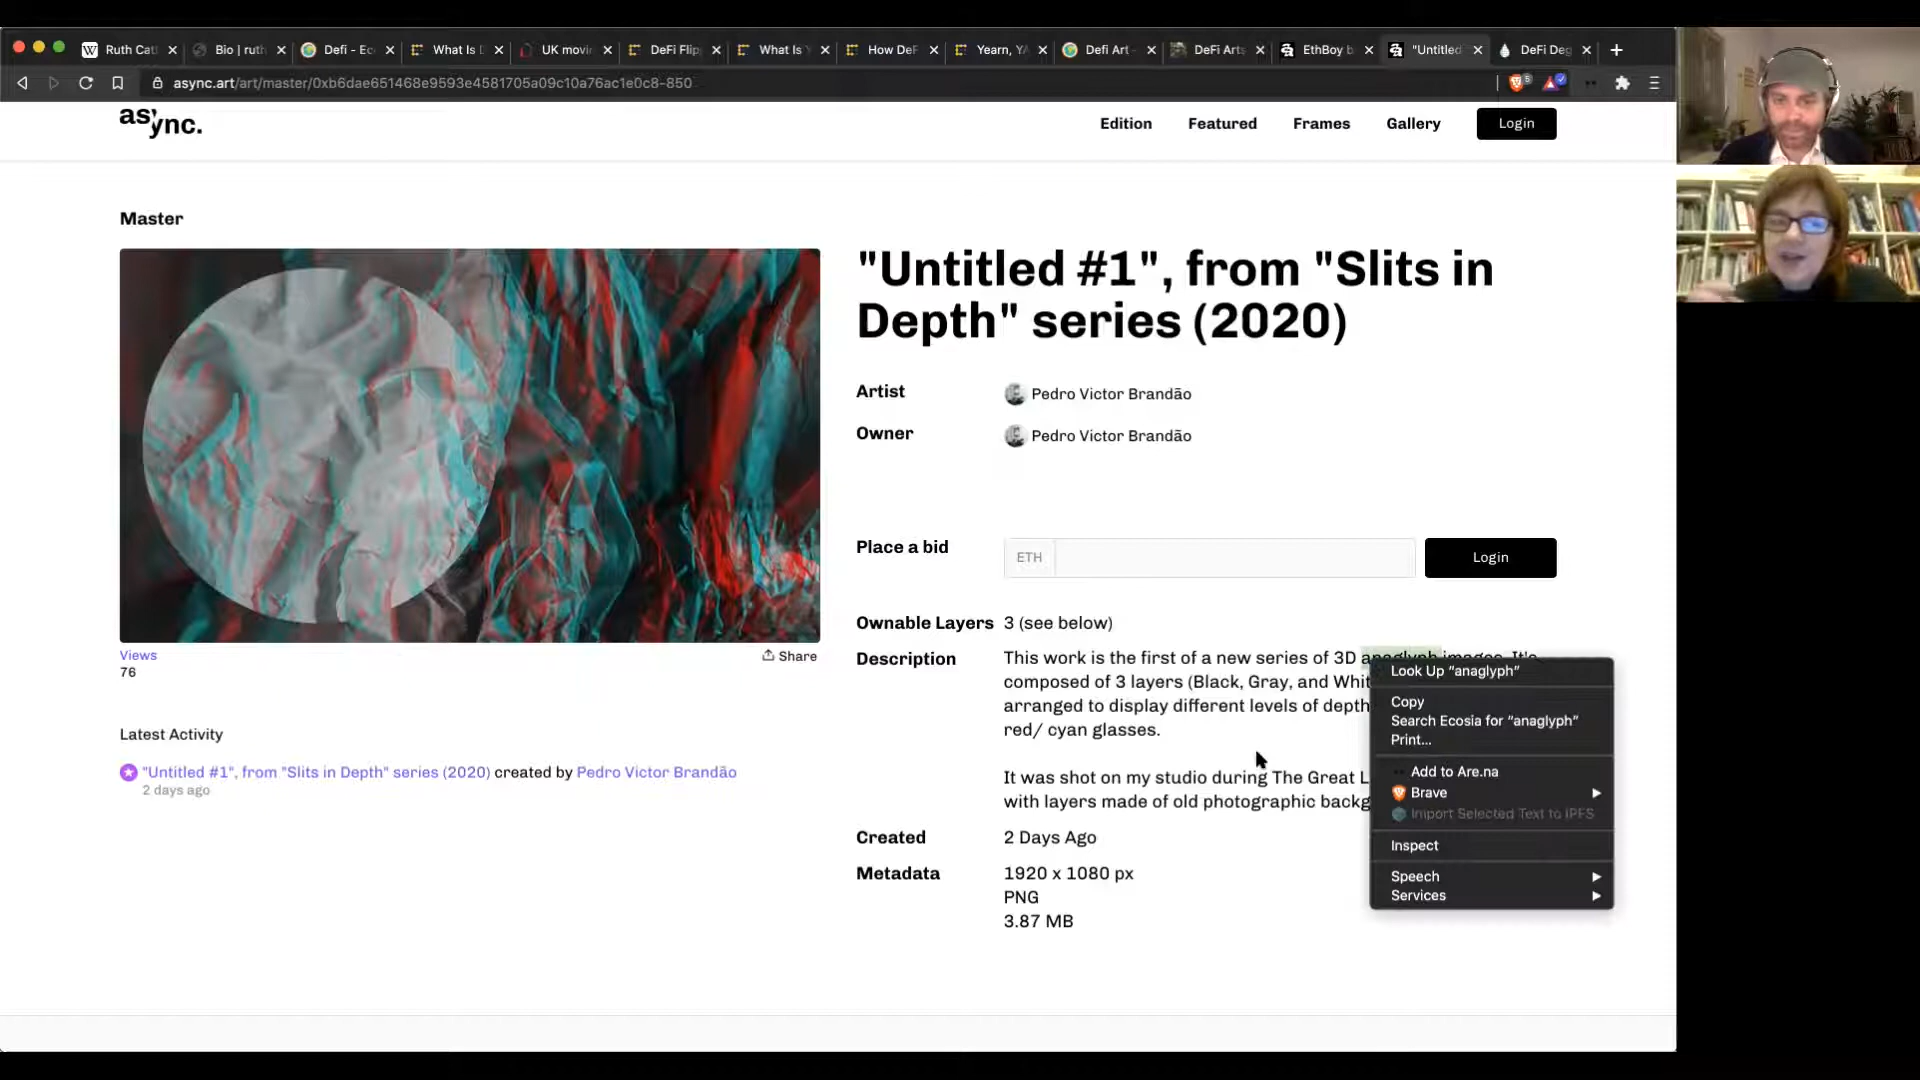 Ruth Cat
Bio | ruth
Defi - Ec
What Is
UK movi
DeFi Flip
What Is
How DeF
Yearn, YA
Defi Art -
DeFi Arts
EthBoy b
"Untitled
DeFi Deg
async.art/art/master/0xb6dae651468e9593e4581705a09c10a76ac1e0c8-850
5
async.
Edition
Featured
Frames
Gallery
Login
Master
"Untitled #1", from "Slits in
Depth" series (2020)
Artist
Pedro Victor Brandão
Owner
Pedro Victor Brandão
Place a bid
ETH
Login
Ownable Layers
3 (see below)
Views
76
Share
Description
This work is the first of a new series of 3D anaglyph images. It's
composed of 3 layers (Black, Gray, and Whit
arranged to display different levels of depth
red/ cyan glasses.
It was shot on my studio during The Great L
with layers made of old photographic backg
Look Up "anaglyph"
Copy
Search Ecosia for "anaglyph"
Print...
Add to Are.na
Brave
Import Selected Text to IPFS
Inspect
Speech
Services
Latest Activity
"Untitled #1", from "Slits in Depth" series (2020) created by Pedro Victor Brandão
2 days ago
Created
2 Days Ago
Metadata
1920 x 1080 px
PNG
3.87 MB